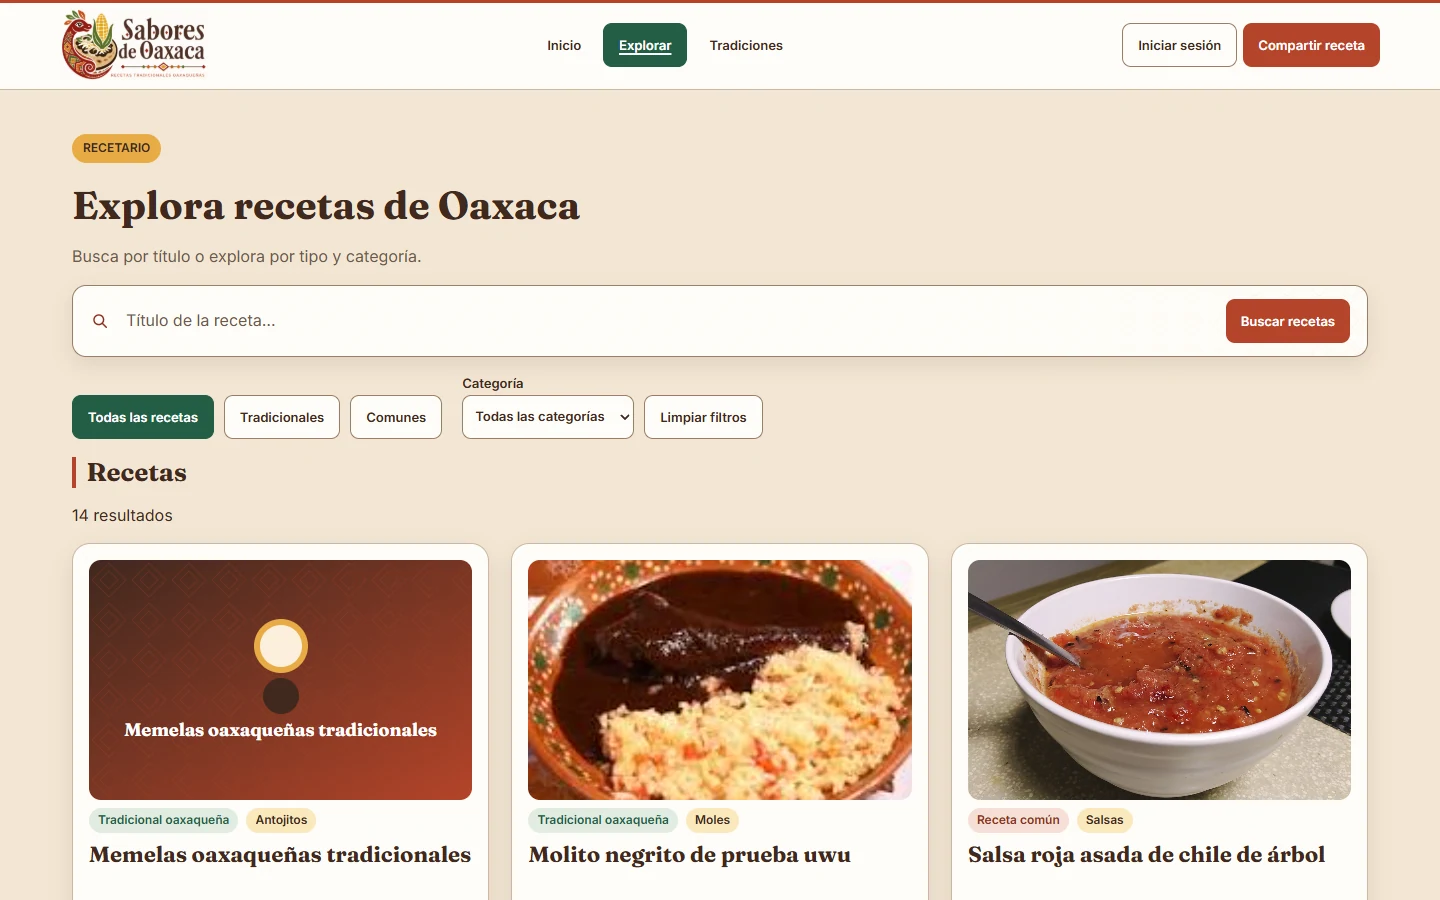 Sabores
de Oaxaca
RECETAS TRADICIONALES OAXAQUEÑAS
Inicio
Explorar
Tradiciones
Iniciar sesión
Compartir receta
RECETARIO
Explora recetas de Oaxaca
Busca por título o explora por tipo y categoría.
Título de la receta...
Buscar recetas
Categoría
Todas las recetas
Tradicionales
Comunes
Todas las categorías
Limpiar filtros
Recetas
14 resultados
Memelas oaxaqueñas tradicionales
Tradicional oaxaqueña
Antojitos
Memelas oaxaqueñas tradicionales
Tradicional oaxaqueña
Moles
Molito negrito de prueba uwu
Receta común
Salsas
Salsa roja asada de chile de árbol